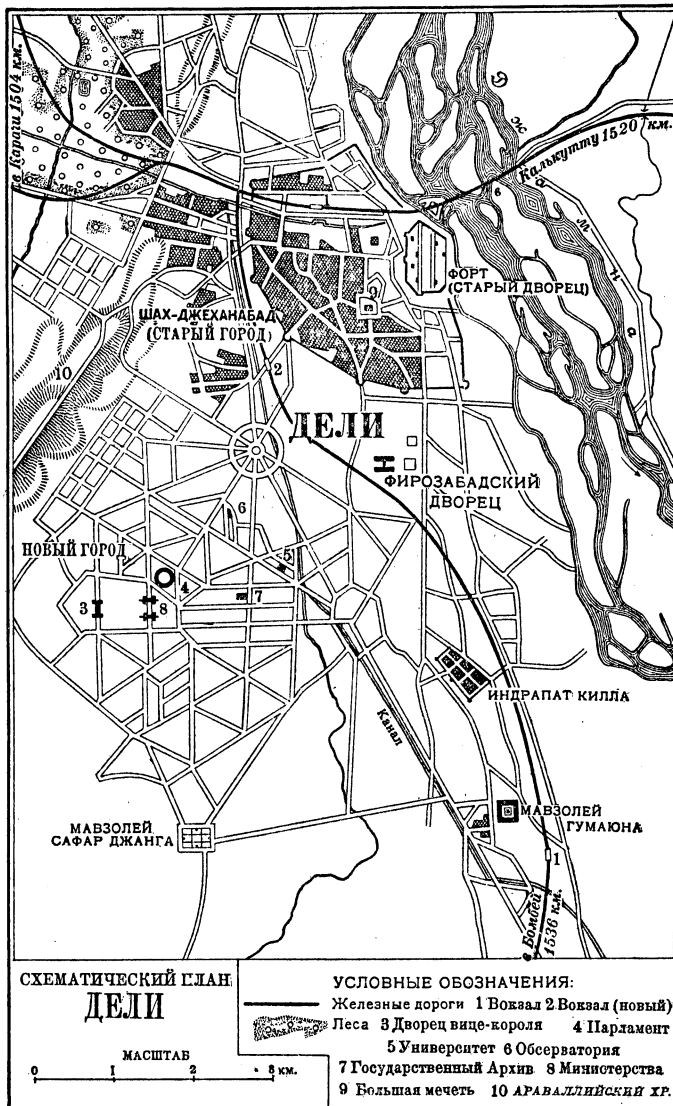 в Карачи 1504 км.
Калькутту 1520 км.
в
Джамна
ФОРТ
(СТАРЫЙ ДВОРЕЦ)
9
ШАХ-ДЖЕХАНАБАД
(СТАРЫЙ ГОРОД)
10
2
ДЕЛИ
ФИРОЗАБАДСКИЙ
ДВОРЕЦ
6
НОВЫЙ ГОРОД
5
4
3
8
7
ИНДРАПАТ КИЛЛА
Канал
МАВЗОЛЕЙ
САФАР ДЖАНГА
МАВЗОЛЕЙ
ГУМАЮНА
1
в Бомбей
1536 км.
СХЕМАТИЧЕСКИЙ ПЛАН
ДЕЛИ
МАСШТАБ
0 1 2 3 км.
УСЛОВНЫЕ ОБОЗНАЧЕНИЯ:
Железные дороги 1 Вокзал 2 Вокзал (новый)
Леса 3 Дворец вице-короля 4 Парламент
5 Университет 6 Обсерватория
7 Государственный Архив 8 Министерства
9 Большая мечеть 10 АРАВАЛЛИЙСКИЙ ХР.